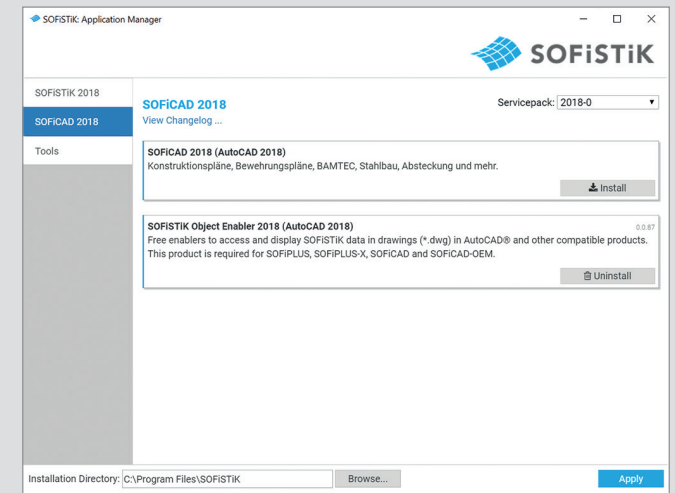 SOFiSTiK: Application Manager
SOFiSTiK
SOFiSTiK 2018
SOFiCAD 2018
Tools
SOFiCAD 2018
Servicepack: 2018-0
View Changelog ...
SOFiCAD 2018 (AutoCAD 2018)
Konstruktionspläne, Bewehrungspläne, BAMTEC, Stahlbau, Absteckung und mehr.
Install
SOFiSTiK Object Enabler 2018 (AutoCAD 2018)
0.0.87
Free enablers to access and display SOFiSTiK data in drawings (*.dwg) in AutoCAD® and other compatible products.
This product is required for SOFiPLUS, SOFiPLUS-X, SOFiCAD and SOFiCAD-OEM.
Uninstall
Installation Directory: C:\Program Files\SOFiSTiK Browse... Apply